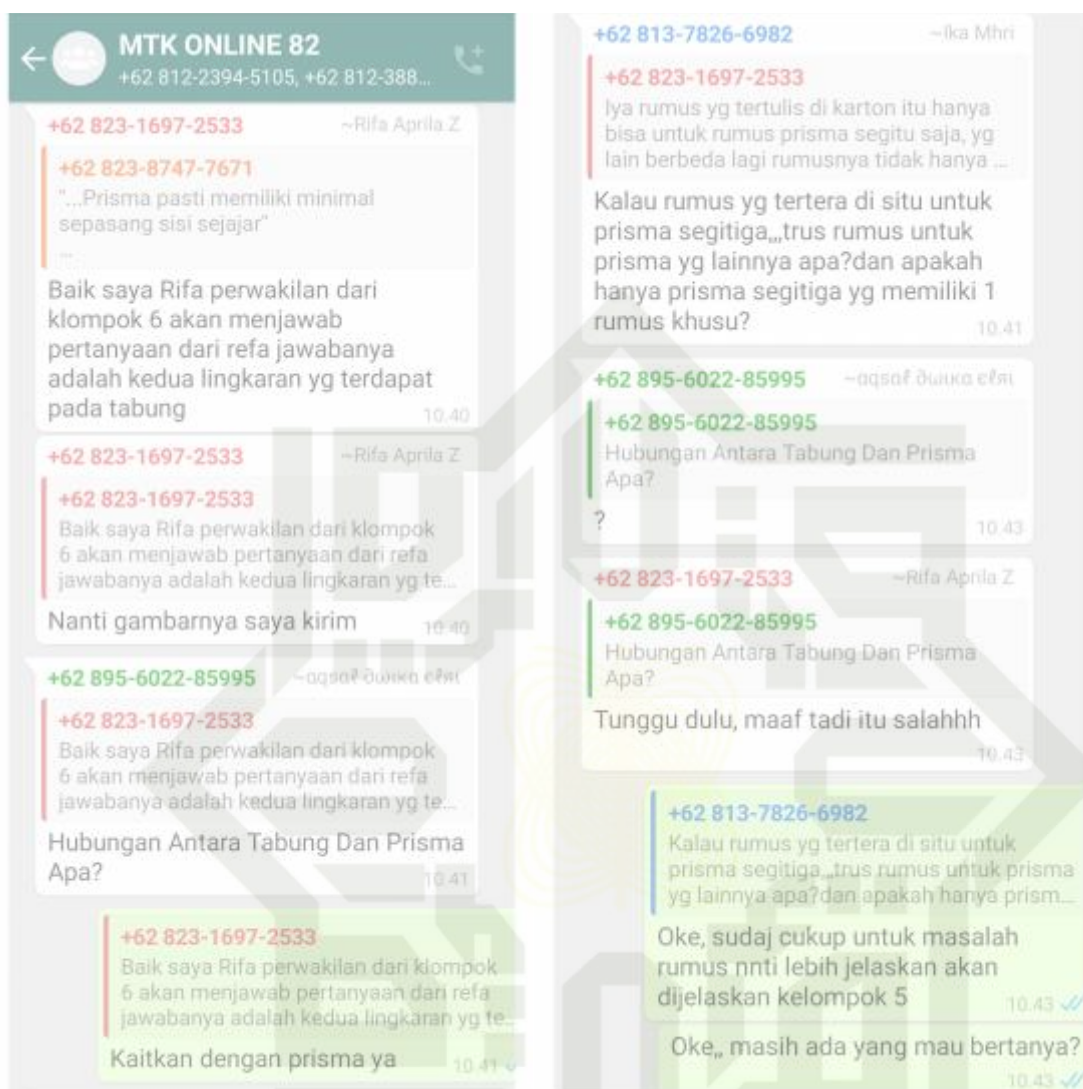 MTK ONLINE 82
+62 812-2394-5105, +62 812-388...
+62 823-1697-2533 ~Rifa Aprila Z
+62 823-8747-7671
"...Prisma pasti memiliki minimal
sepasang sisi sejajar"
...
Baik saya Rifa perwakilan dari
klompok 6 akan menjawab
pertanyaan dari refa jawabanya
adalah kedua lingkaran yg terdapat
pada tabung 10.40
+62 823-1697-2533 ~Rifa Aprila Z
+62 823-1697-2533
Baik saya Rifa perwakilan dari klompok
6 akan menjawab pertanyaan dari refa
jawabanya adalah kedua lingkaran yg te...
Nanti gambarnya saya kirim 10.40
+62 895-6022-85995
+62 823-1697-2533
Baik saya Rifa perwakilan dari klompok
6 akan menjawab pertanyaan dari refa
jawabanya adalah kedua lingkaran yg te...
Hubungan Antara Tabung Dan Prisma
Apa? 10.41
+62 823-1697-2533
Baik saya Rifa perwakilan dari klompok
6 akan menjawab pertanyaan dari refa
jawabanya adalah kedua lingkaran yg te...
Kaitkan dengan prisma ya 10.41
+62 813-7826-6982 ~Ika Mhri
+62 823-1697-2533
Iya rumus yg tertulis di karton itu hanya
bisa untuk rumus prisma segitu saja, yg
lain berbeda lagi rumusnya tidak hanya ...
Kalau rumus yg tertera di situ untuk
prisma segitiga,,,trus rumus untuk
prisma yg lainnya apa?dan apakah
hanya prisma segitiga yg memiliki 1
rumus khusu? 10.41
+62 895-6022-85995
+62 895-6022-85995
Hubungan Antara Tabung Dan Prisma
Apa?
? 10.43
+62 823-1697-2533 ~Rifa Aprila Z
+62 895-6022-85995
Hubungan Antara Tabung Dan Prisma
Apa?
Tunggu dulu, maaf tadi itu salahhh
10.43
+62 813-7826-6982
Kalau rumus yg tertera di situ untuk
prisma segitiga,,,trus rumus untuk prisma
yg lainnya apa?dan apakah hanya prism...
Oke, sudaj cukup untuk masalah
rumus nnti lebih jelaskan akan
dijelaskan kelompok 5 10.43
Oke,, masih ada yang mau bertanya?
10.43